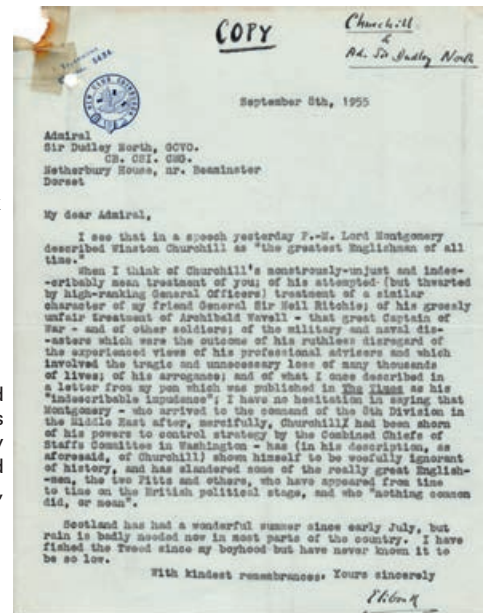 COPY
Churchill
&
Ad. Sir Dudley North
5434.
NEW CLUB EDINBURGH
September 8th, 1955
Admiral
Sir Dudley North, GCVO.
CB. CSI. CMG.
Netherbury House, nr. Beaminster
Dorset
My dear Admiral,
I see that in a speech yesterday F.-M. Lord Montgomery
described Winston Churchill as "the greatest Englishman of all
time."
When I think of Churchill's monstrously-unjust and indes-
-cribably mean treatment of you; of his attempted (but thwarted
by high-ranking General Officers) treatment of a similar
character of my friend General Sir Neil Ritchie; of his grossly
unfair treatment of Archibald Wavell - that great Captain of
War - and of other soldiers; of the military and naval dis-
-asters which were the outcome of his ruthless disregard of
the experienced views of his professional advisers and which
involved the tragic and unnecessary loss of many thousands
of lives; of his arrogance; and of what I once described in
a letter from my pen which was published in The Times as his
"indescribable impudence"; I have no hesitation in saying that
Montgomery - who arrived to the command of the 8th Division in
the Middle East after, mercifully, Churchill/ had been shorn
of his powers to control strategy by the Combined Chiefs of
Staffs Committee in Washington - has (in his description, as
aforesaid, of Churchill) shown himself to be woefully ignorant
of history, and has slandered some of the really great English-
-men, the two Pitts and others, who have appeared from time
to time on the British political stage, and who "nothing common
did, or mean".
Scotland has had a wonderful summer since early July, but
rain is badly needed now in most parts of the country. I have
fished the Tweed since my boyhood but have never known it to
be so low.
With kindest remembrances. Yours sincerely
Elibank